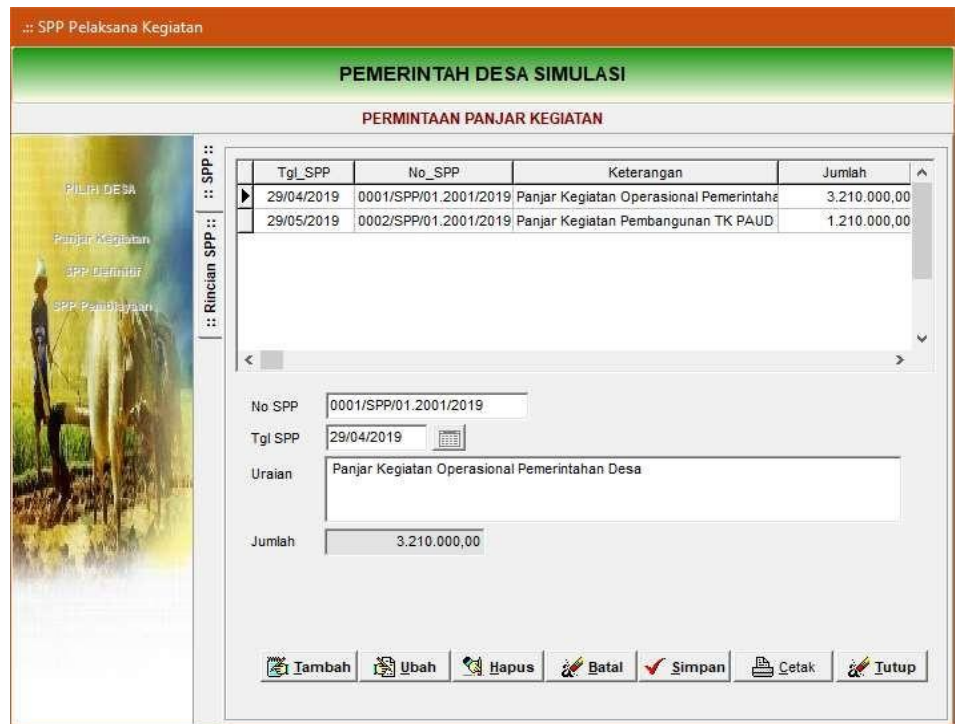 .:: SPP Pelaksana Kegiatan
PEMERINTAH DESA SIMULASI
PERMINTAAN PANJAR KEGIATAN
PILIH DESA
Panjar Kegiatan
SPP Definitif
SPP Pembiayaan
:: SPP ::
:: Rincian SPP ::
Tgl_SPP No_SPP Keterangan Jumlah
29/04/2019 0001/SPP/01.2001/2019 Panjar Kegiatan Operasional Pemerintaha 3.210.000,00
29/05/2019 0002/SPP/01.2001/2019 Panjar Kegiatan Pembangunan TK PAUD 1.210.000,00
No SPP 0001/SPP/01.2001/2019
Tgl SPP 29/04/2019
Uraian Panjar Kegiatan Operasional Pemerintahan Desa
Jumlah 3.210.000,00
Tambah Ubah Hapus Batal Simpan Cetak Tutup